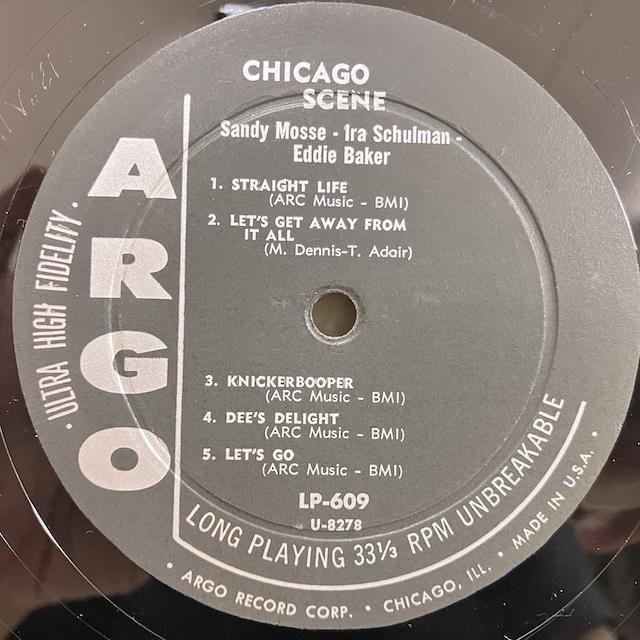 CHICAGO
SCENE
Sandy Mosse - Ira Schulman -
Eddie Baker
1. STRAIGHT LIFE
(ARC Music - BMI)
2. LET'S GET AWAY FROM
IT ALL
(M. Dennis-T. Adair)
3. KNICKERBOOPER
(ARC Music - BMI)
4. DEE'S DELIGHT
(ARC Music - BMI)
5. LET'S GO
(ARC Music - BMI)
LP-609
U-8278
ARGO
• ULTRA HIGH FIDELITY •
LONG PLAYING 33⅓ RPM UNBREAKABLE
• ARGO RECORD CORP. • CHICAGO, ILL. • MADE IN U.S.A. •